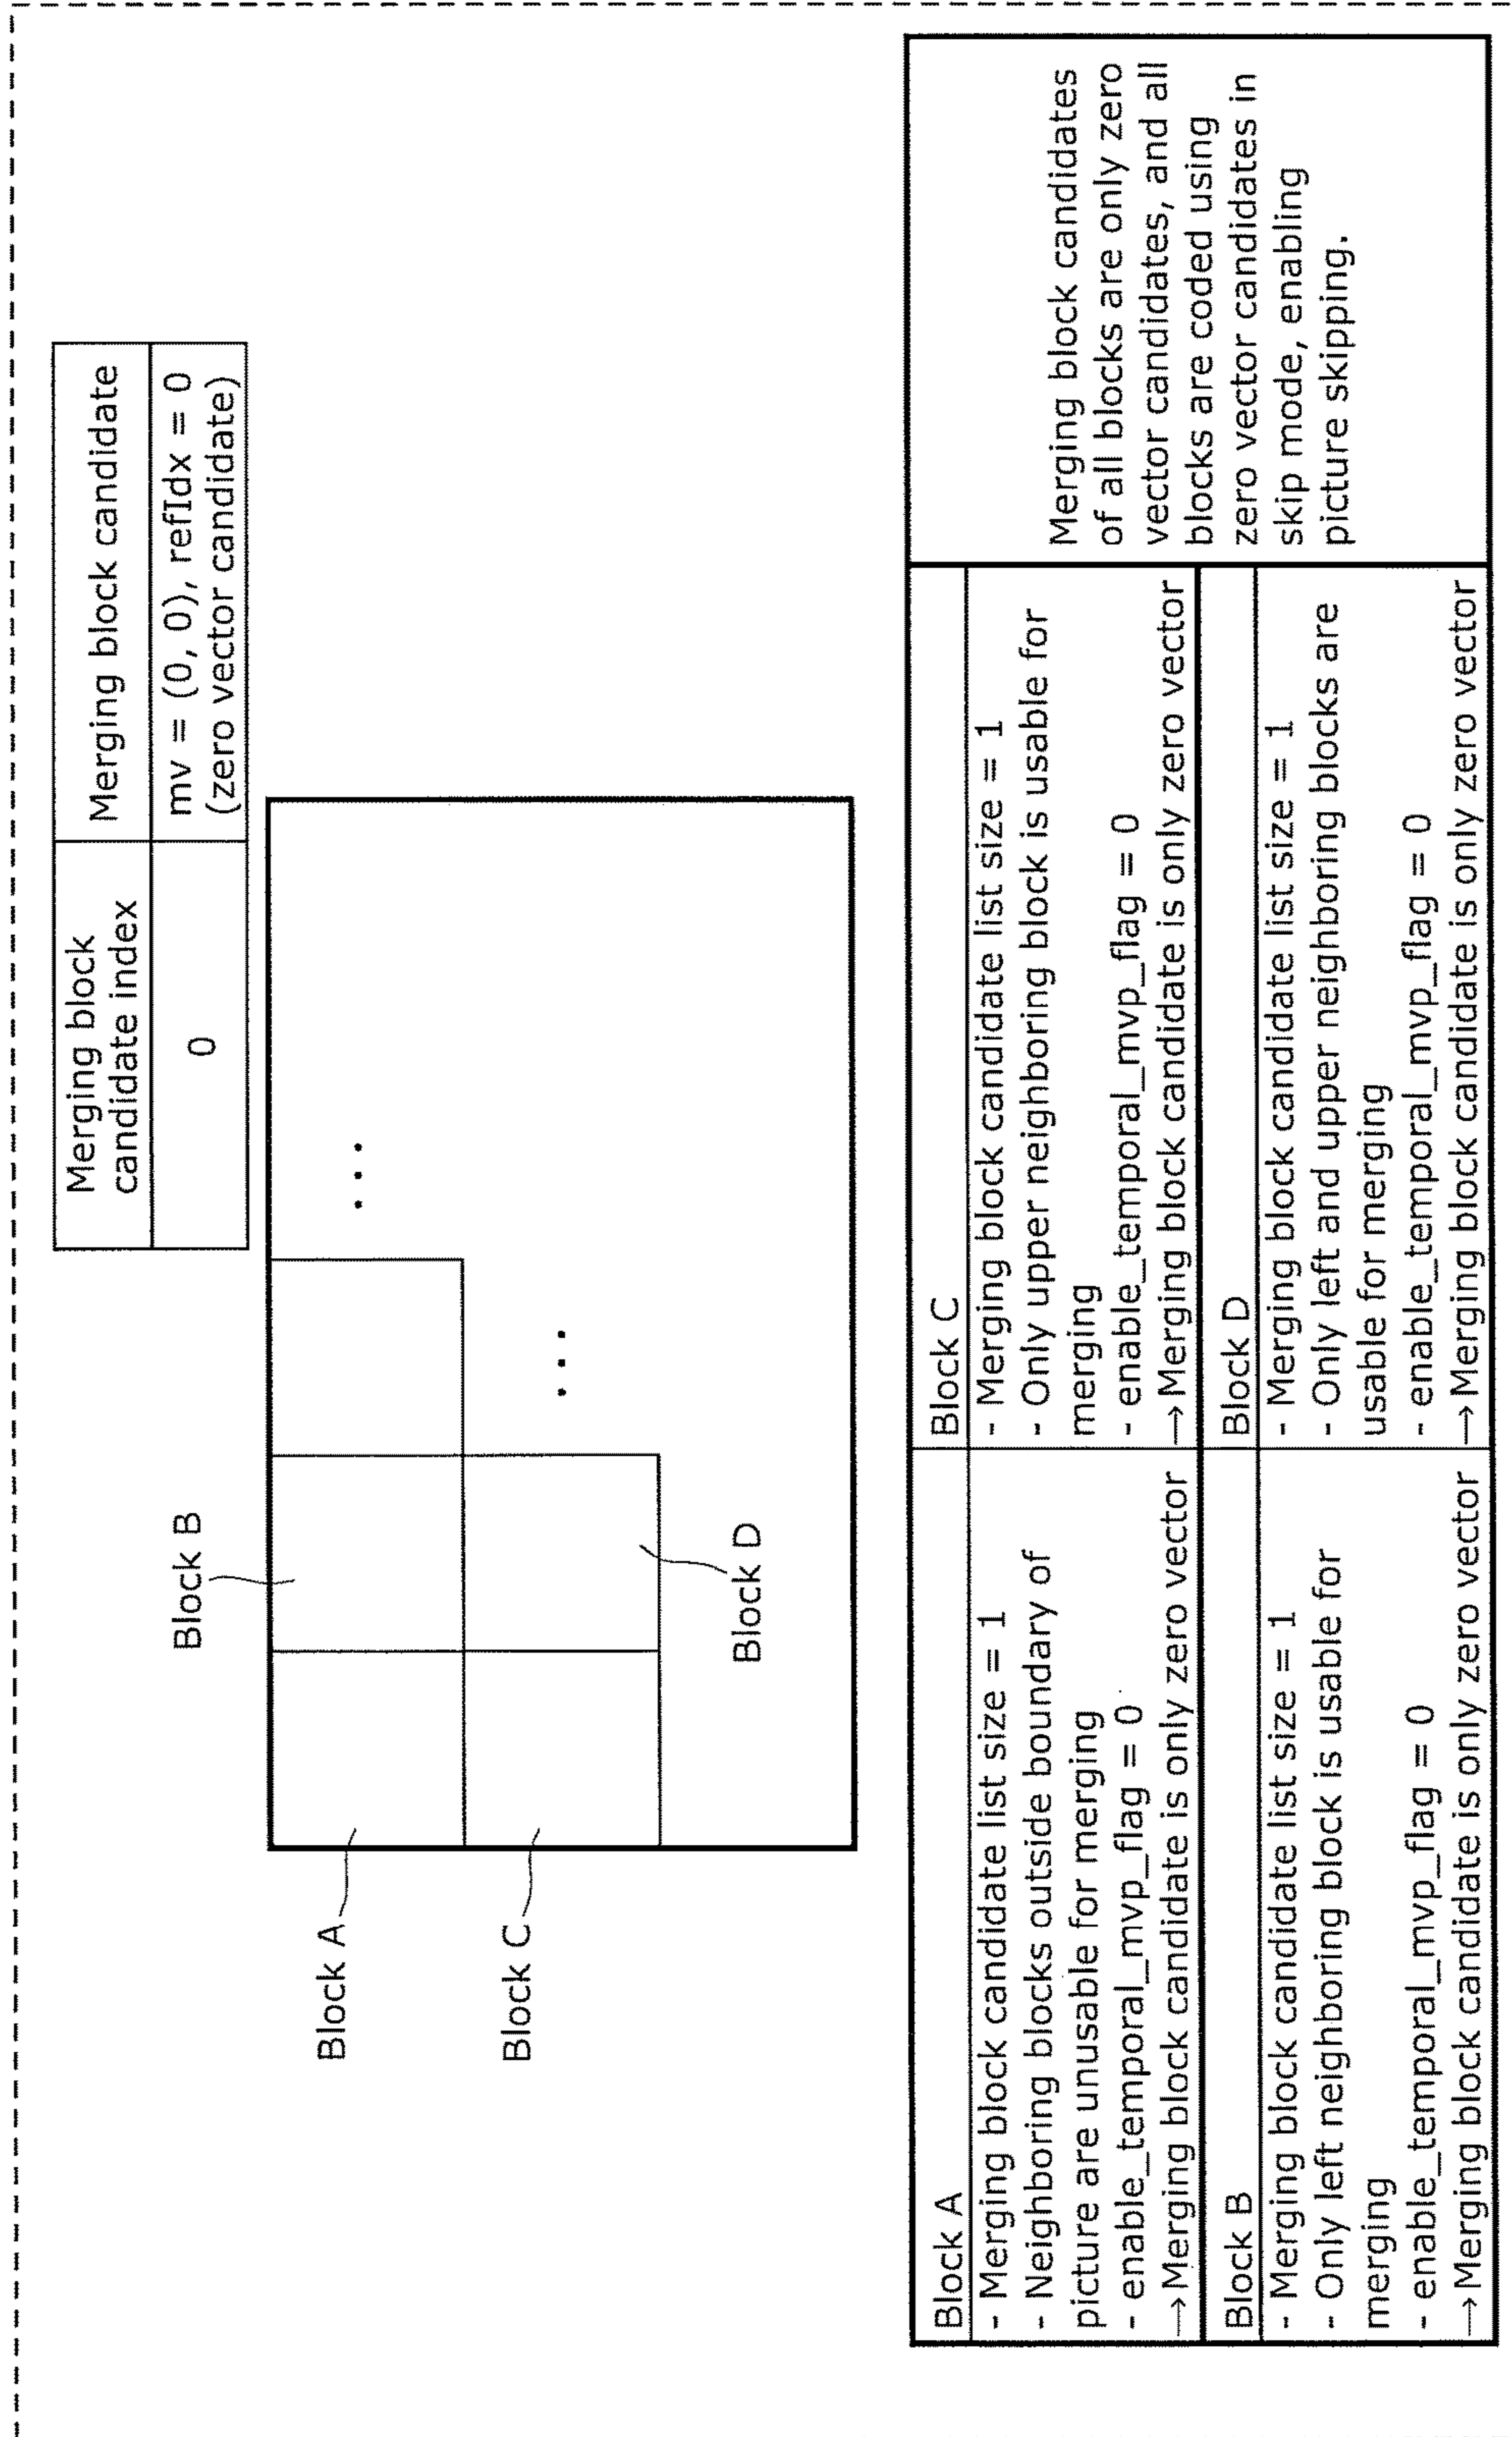 Merging block
candidate index
Merging block candidate
0
mv = (0, 0), refIdx = 0
(zero vector candidate)
Block B
Block A
Block C
Block D
...
...
Block A
- Merging block candidate list size = 1
- Neighboring blocks outside boundary of
picture are unusable for merging
- enable_temporal_mvp_flag = 0
→Merging block candidate is only zero vector
Block C
- Merging block candidate list size = 1
- Only upper neighboring block is usable for
merging
- enable_temporal_mvp_flag = 0
→Merging block candidate is only zero vector
Block B
- Merging block candidate list size = 1
- Only left neighboring block is usable for
merging
- enable_temporal_mvp_flag = 0
→Merging block candidate is only zero vector
Block D
- Merging block candidate list size = 1
- Only left and upper neighboring blocks are
usable for merging
- enable_temporal_mvp_flag = 0
→Merging block candidate is only zero vector
Merging block candidates
of all blocks are only zero
vector candidates, and all
blocks are coded using
zero vector candidates in
skip mode, enabling
picture skipping.